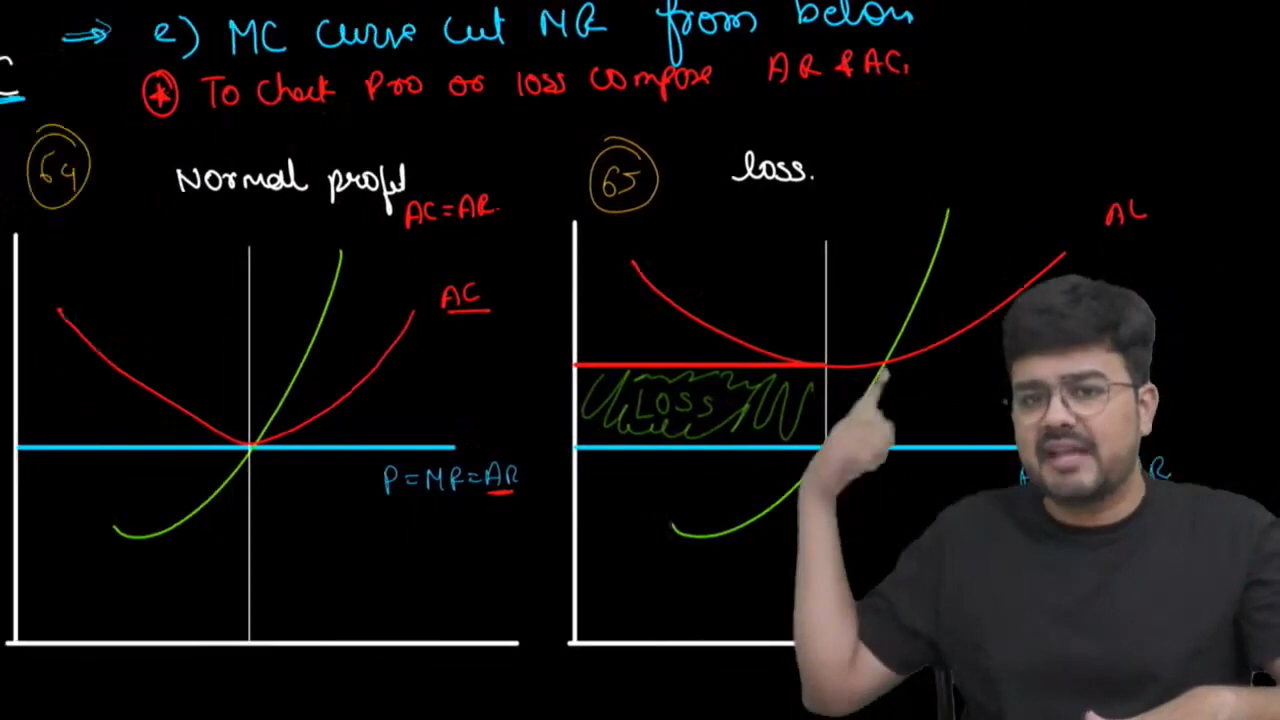 ⇒ e) MC curve cut MR from below
C
* To check pro or loss compose AR & AC.
64
Normal profit
AC=AR.
65
loss.
AC
AC
LOSS
P=MR=AR
R